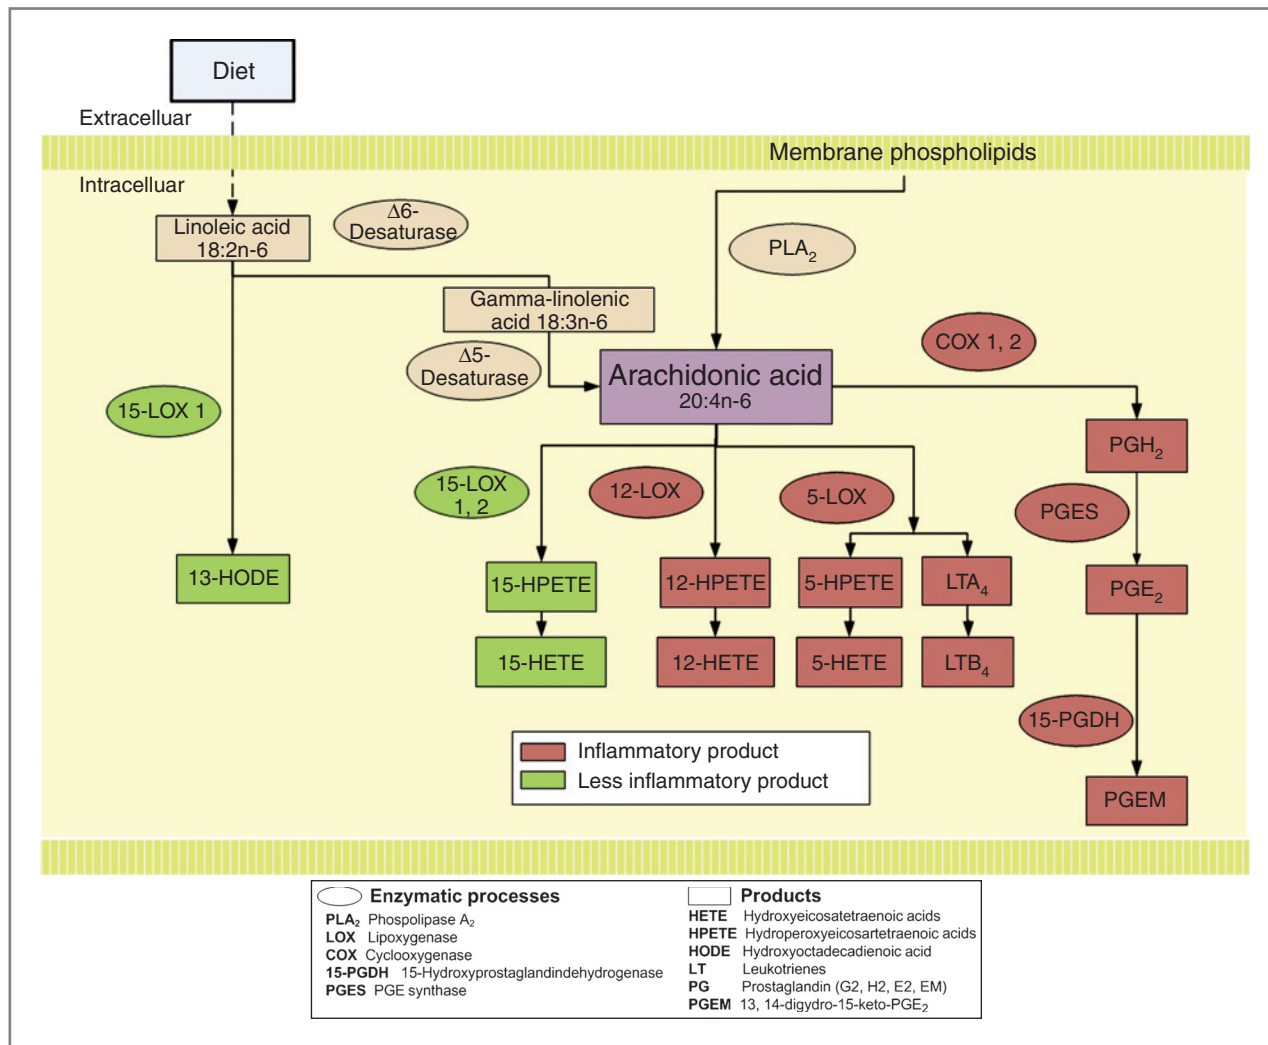 Diet
Extracelluar
Membrane phospholipids
Intracelluar
Linoleic acid
18:2n-6
Δ6-
Desaturase
PLA₂
Gamma-linolenic
acid 18:3n-6
Δ5-
Desaturase
Arachidonic acid
20:4n-6
COX 1, 2
15-LOX 1
PGH₂
15-LOX
1, 2
12-LOX
5-LOX
PGES
13-HODE
15-HPETE
12-HPETE
5-HPETE
LTA₄
PGE₂
15-HETE
12-HETE
5-HETE
LTB₄
15-PGDH
PGEM
Inflammatory product
Less inflammatory product
Enzymatic processes
PLA₂ Phospolipase A₂
LOX Lipoxygenase
COX Cyclooxygenase
15-PGDH 15-Hydroxyprostaglandindehydrogenase
PGES PGE synthase
Products
HETE Hydroxyeicosatetraenoic acids
HPETE Hydroperoxyeicosartetraenoic acids
HODE Hydroxyoctadecadienoic acid
LT Leukotrienes
PG Prostaglandin (G2, H2, E2, EM)
PGEM 13, 14-digydro-15-keto-PGE₂